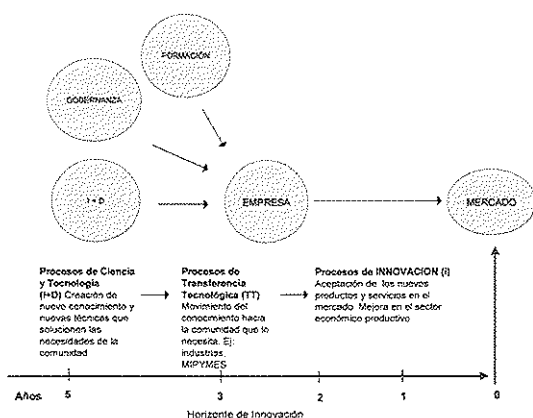 FORMACIÓN
GOBERNANZA
I + D
EMPRESA
MERCADO
Procesos de Ciencia
y Tecnología
(I+D) Creación de
nuevo conocimiento y
nuevas técnicas que
solucionen las
necesidades de la
comunidad
Procesos de
Transferencia
Tecnológica (TT)
Movimiento del
conocimiento hacia
la comunidad que lo
necesita. Ej:
industrias,
MIPYMES
Procesos de INNOVACION (i)
Aceptación de los nuevos
productos y servicios en el
mercado. Mejora en el sector
económico productivo
Años 5 3 2 1 0
Horizonte de Innovación